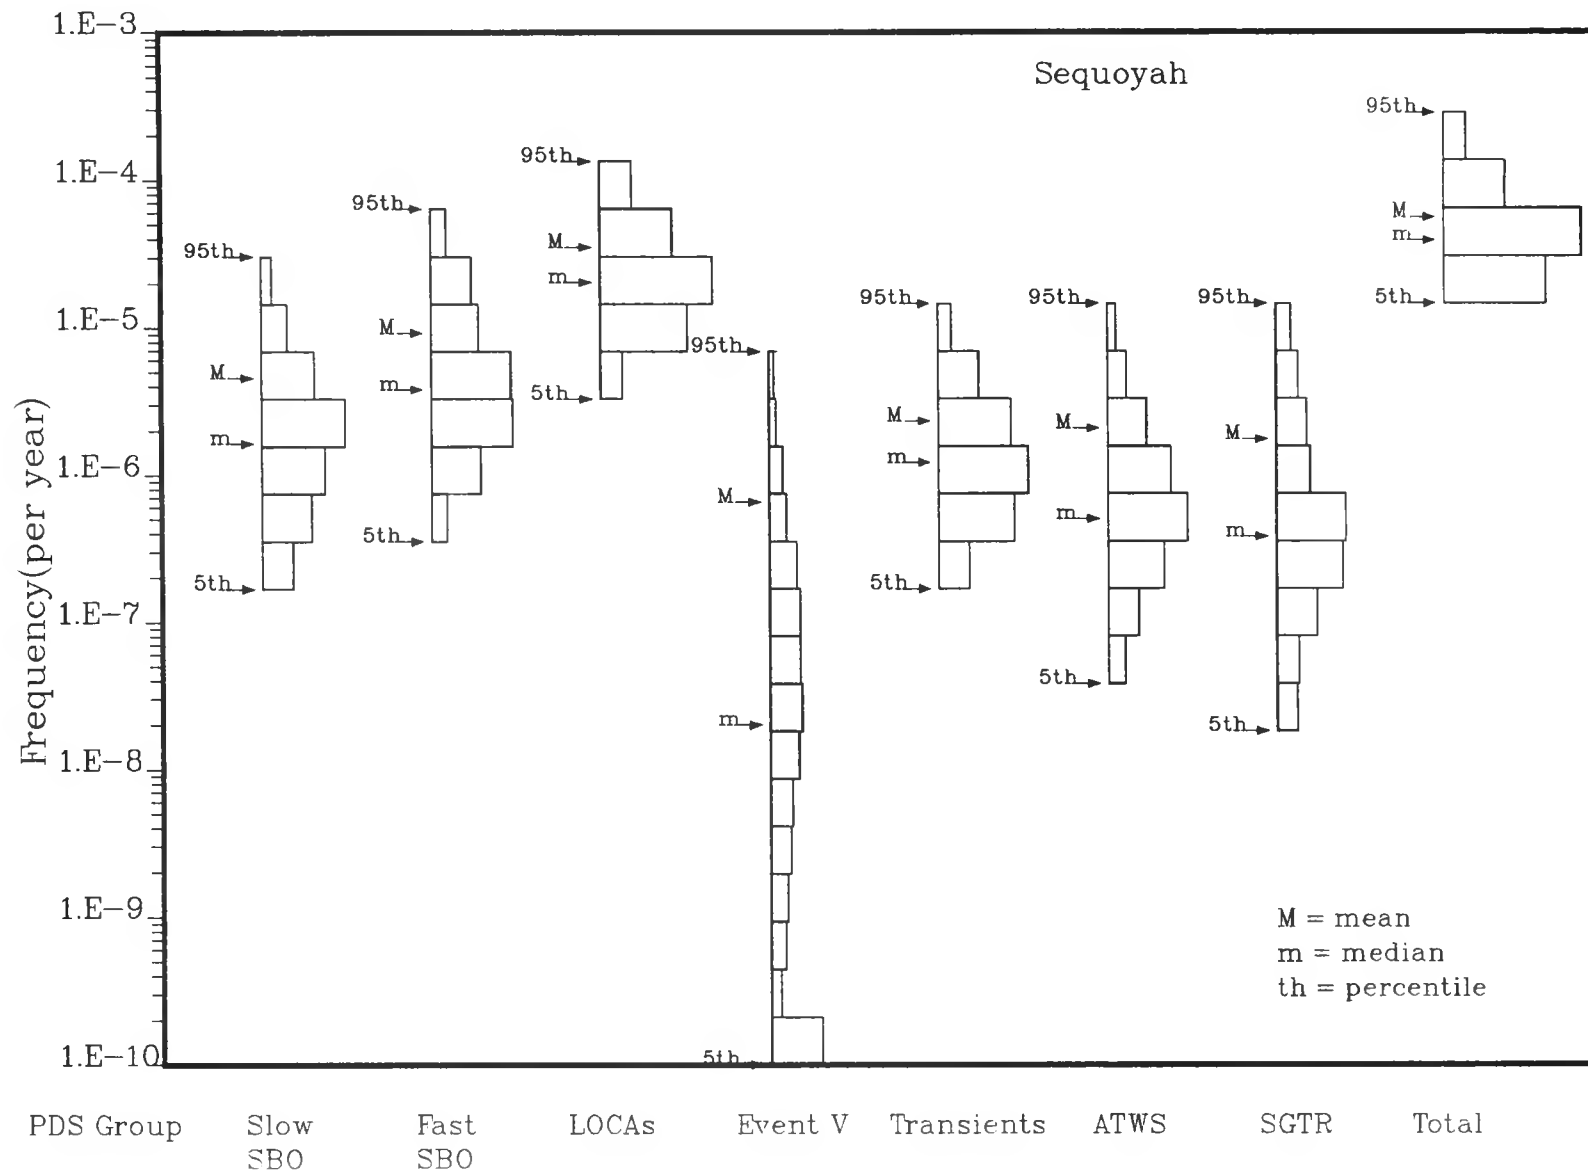 1.E-3
Sequoyah
95th
95th
1.E-4
95th
M
m
M
m
95th
95th
95th
95th
95th
5th
1.E-5
M
M
m
5th
M
M
M
m
m
1.E-6
M
m
m
5th
5th
5th
1.E-7
5th
m
5th
1.E-8
1.E-9
M = mean
m = median
th = percentile
5th
1.E-10
Frequency(per year)
PDS Group Slow SBO Fast SBO LOCAs Event V Transients ATWS SGTR Total